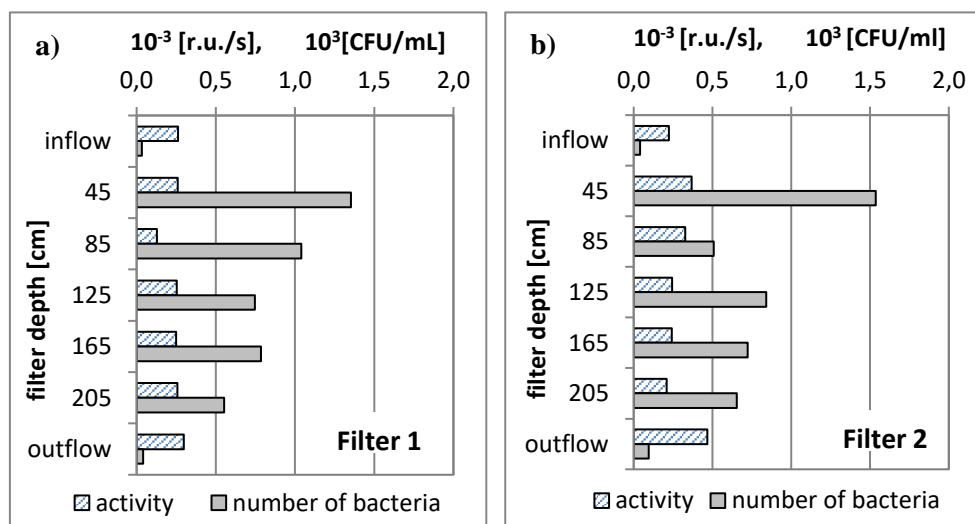 a)
10⁻³ [r.u./s], 10³[CFU/mL]
0,0 0,5 1,0 1,5 2,0
filter depth [cm]
inflow
45
85
125
165
205
outflow
Filter 1
activity number of bacteria
b)
10⁻³ [r.u./s], 10³ [CFU/ml]
0,0 0,5 1,0 1,5 2,0
filter depth [cm]
inflow
45
85
125
165
205
outflow
Filter 2
activity number of bacteria